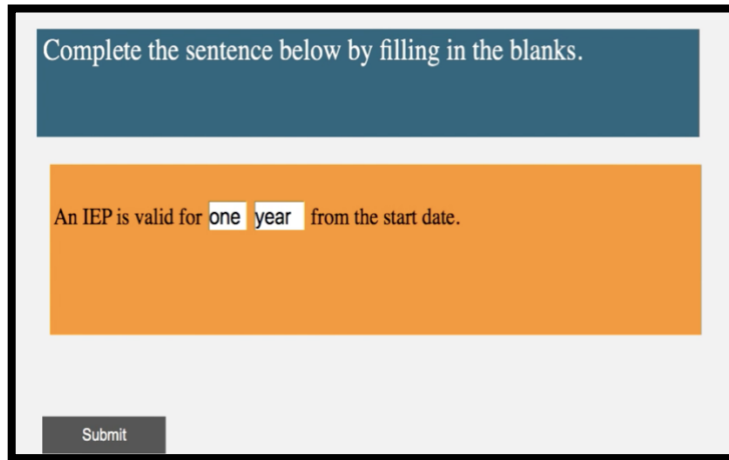 Complete the sentence below by filling in the blanks.
An IEP is valid for one year from the start date.
Submit